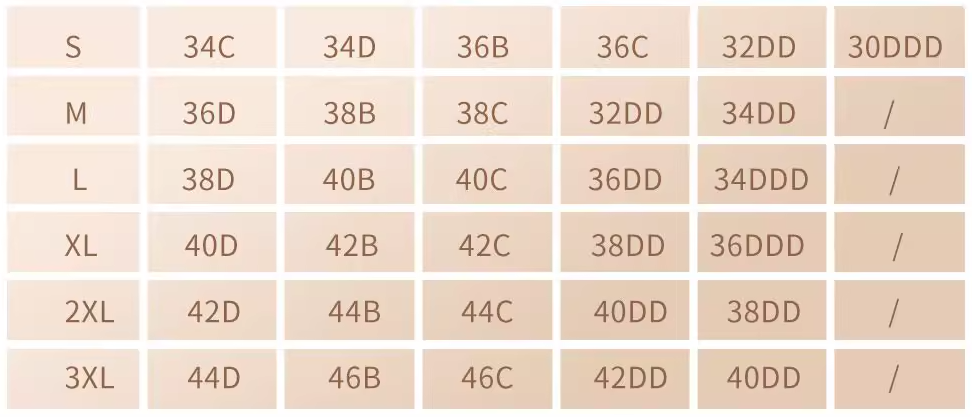 S 34C 34D 36B 36C 32DD 30DDD
M 36D 38B 38C 32DD 34DD /
L 38D 40B 40C 36DD 34DDD /
XL 40D 42B 42C 38DD 36DDD /
2XL 42D 44B 44C 40DD 38DD /
3XL 44D 46B 46C 42DD 40DD /